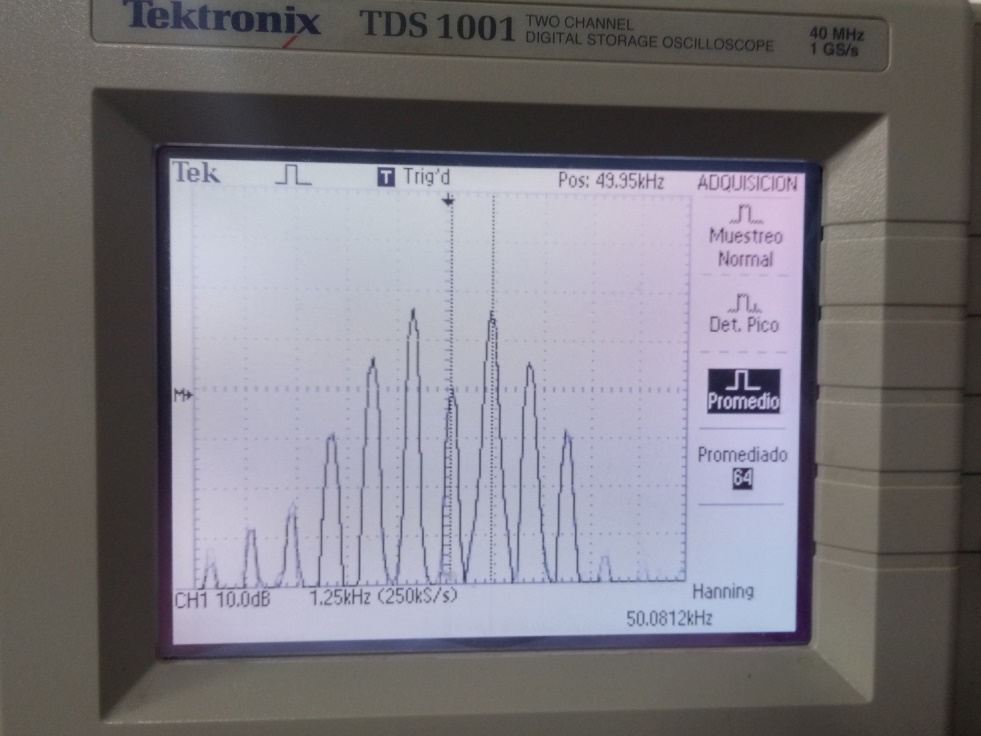 Tektronix TDS 1001 TWO CHANNEL
DIGITAL STORAGE OSCILLOSCOPE
40 MHz
1 GS/s
Tek T Trig'd Pos: 49.95kHz
ADQUISICION
Muestreo
Normal
Det. Pico
M
Promedio
Promediado
64
CH1 10.0dB 1.25kHz (250kS/s)
Hanning
50.0812kHz